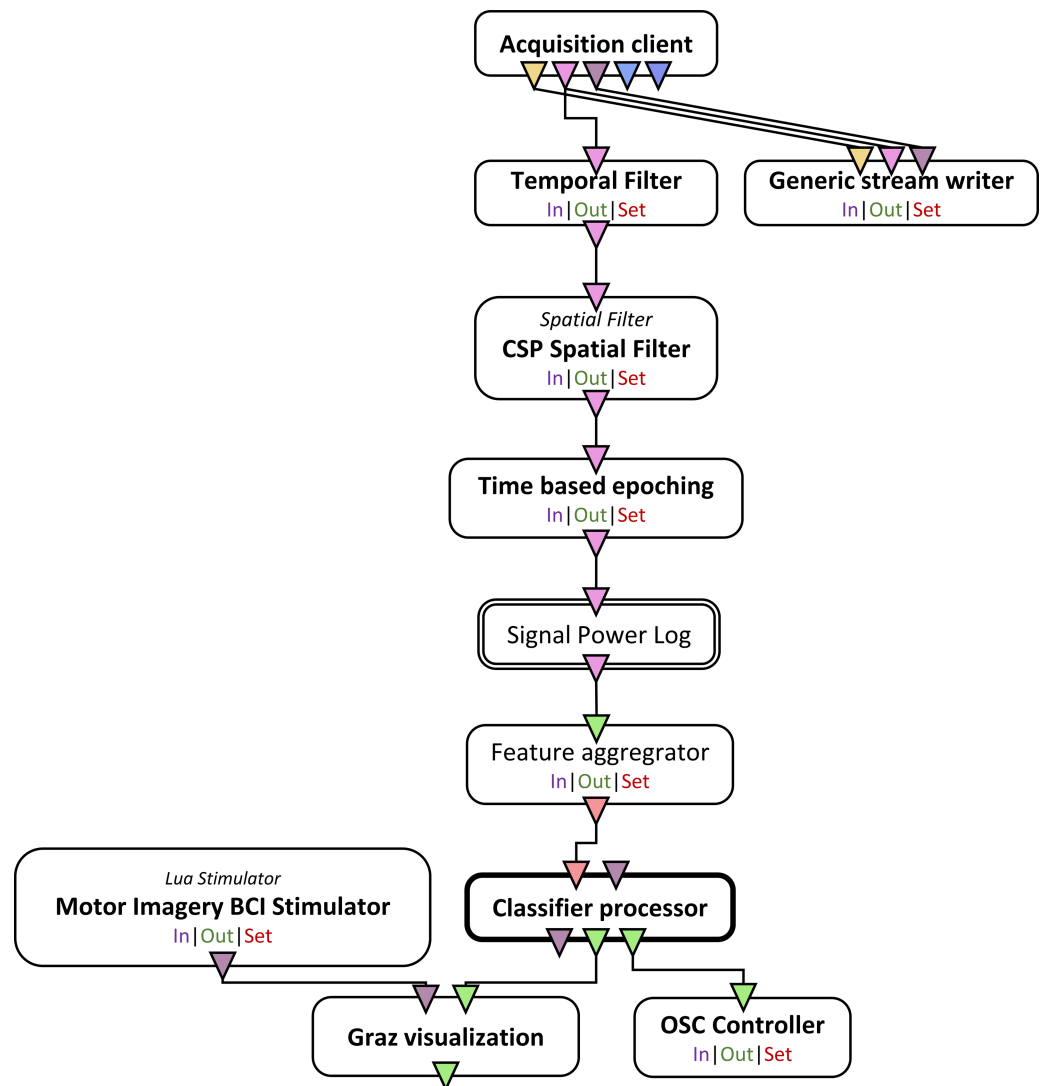 Acquisition client
Temporal Filter
In|Out|Set
Generic stream writer
In|Out|Set
Spatial Filter
CSP Spatial Filter
In|Out|Set
Time based epoching
In|Out|Set
Signal Power Log
Feature aggregrator
In|Out|Set
Lua Stimulator
Motor Imagery BCI Stimulator
In|Out|Set
Classifier processor
Graz visualization
OSC Controller
In|Out|Set